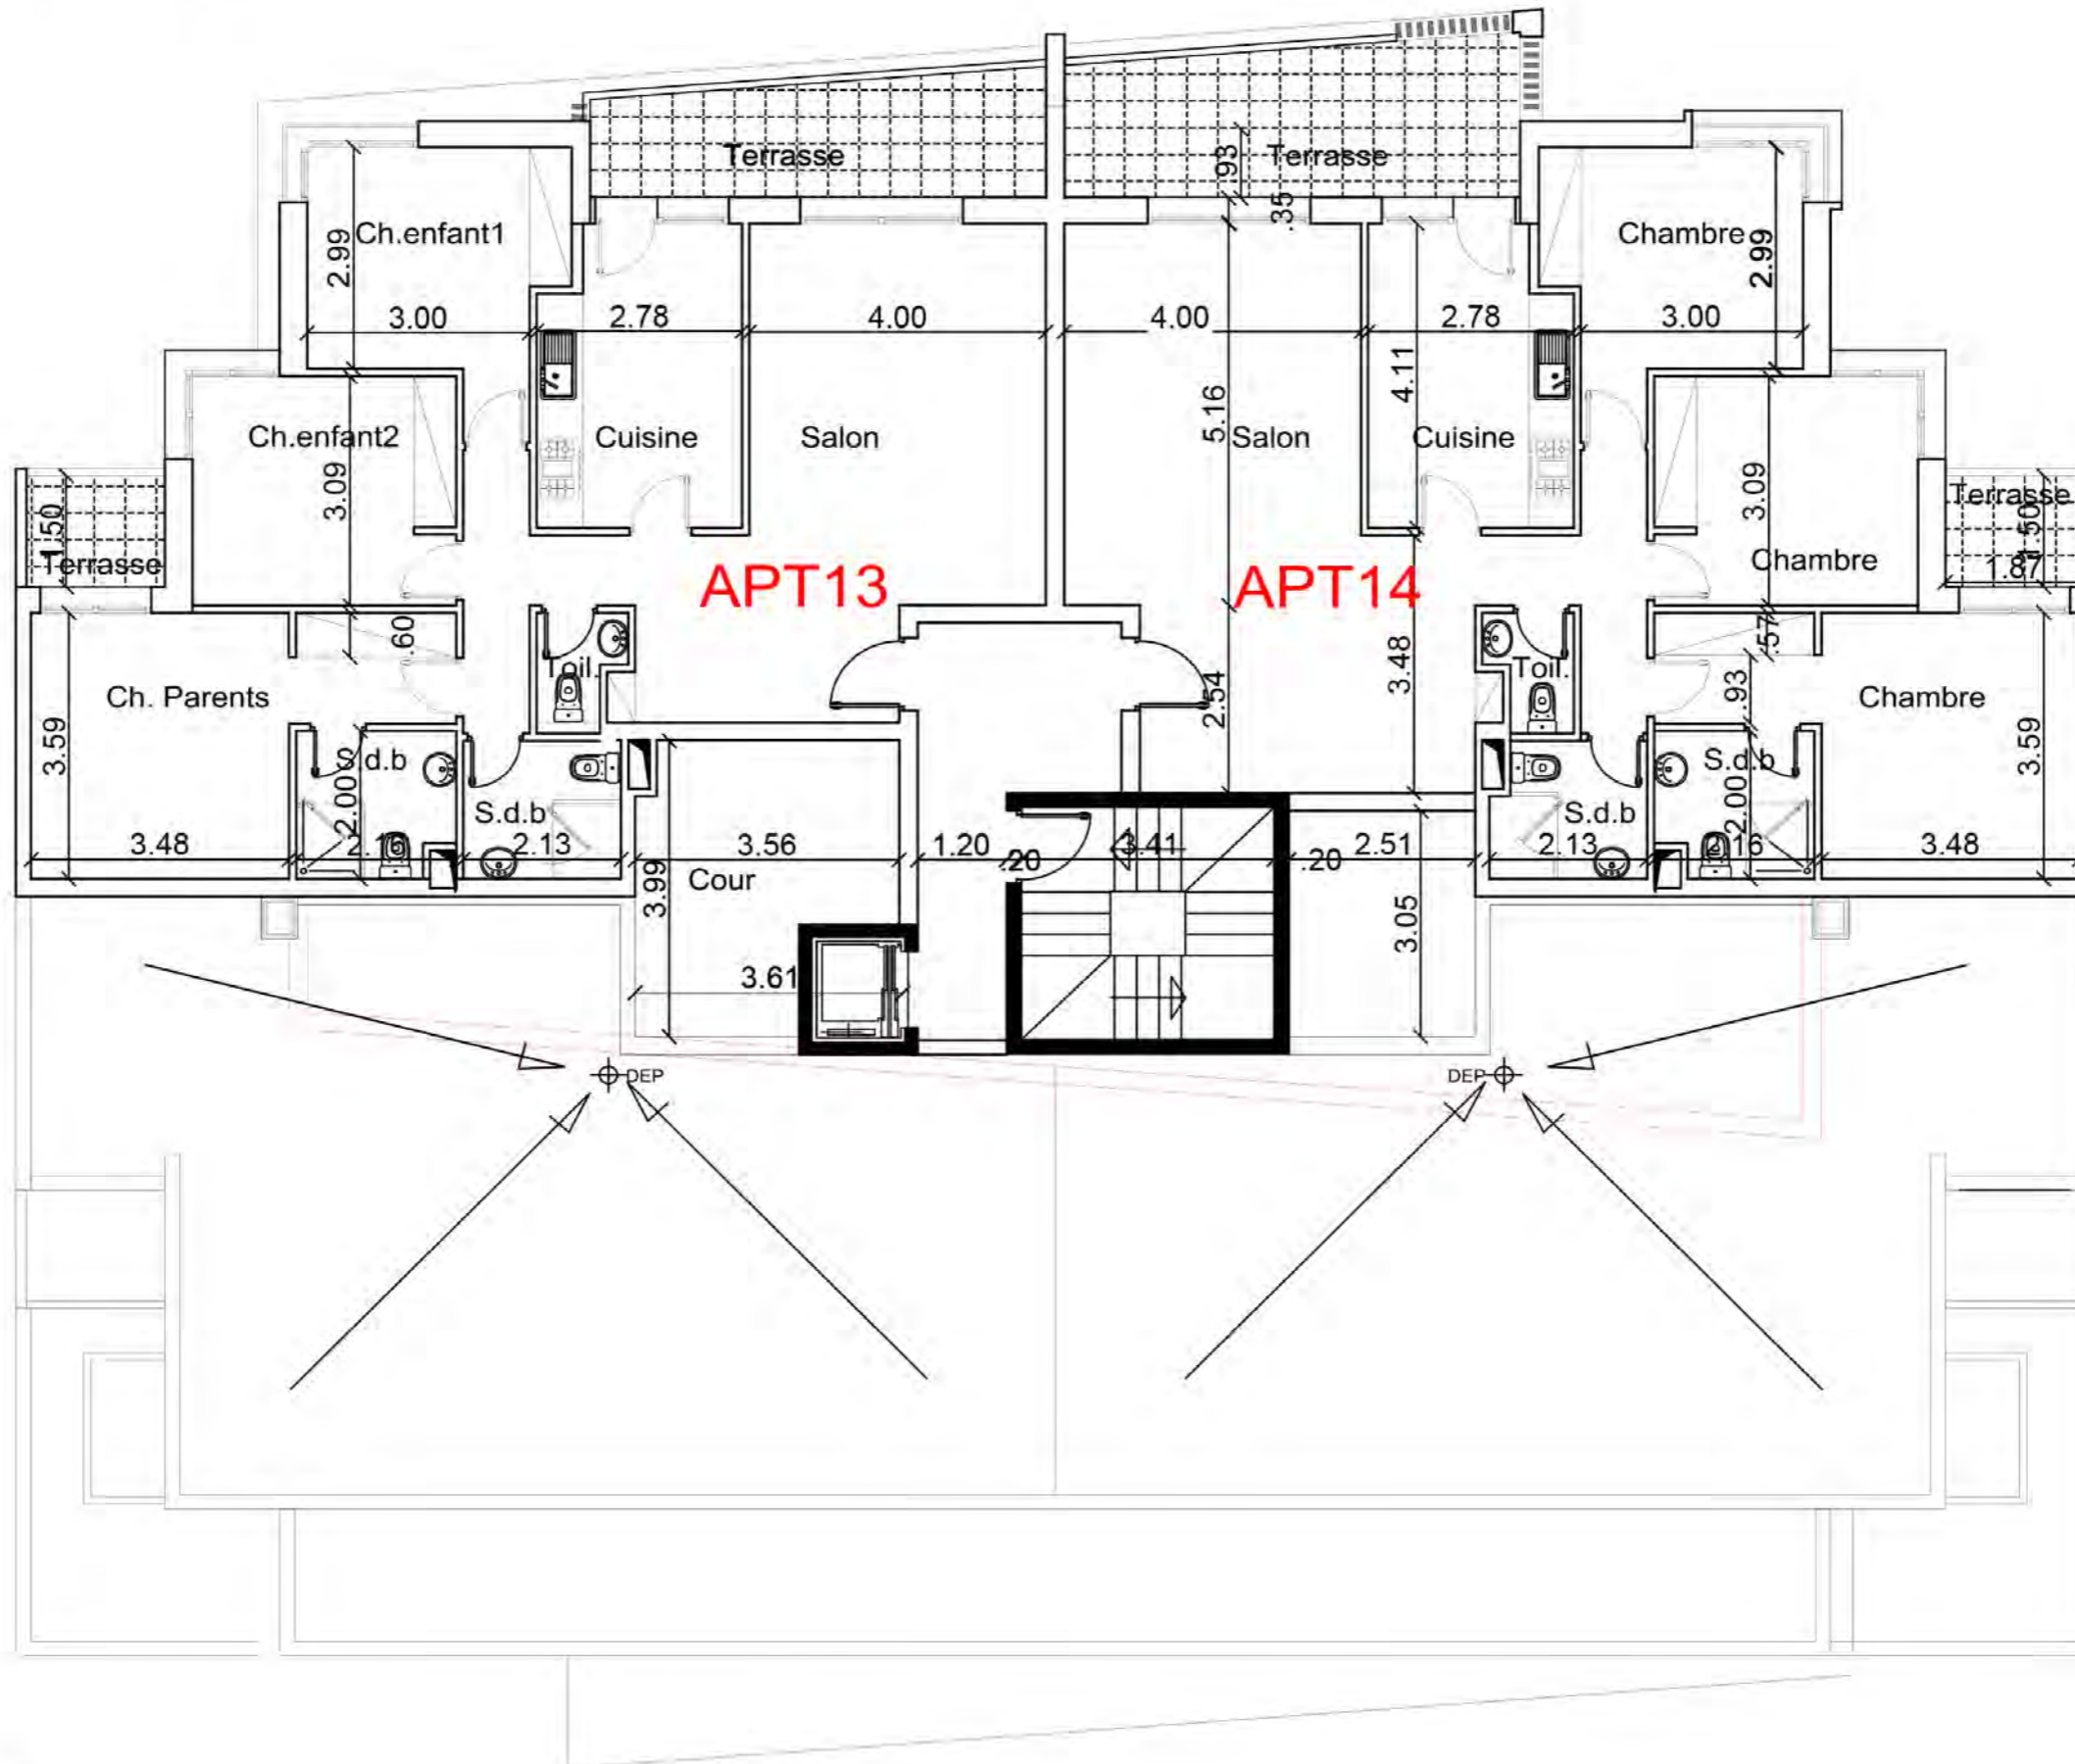 Terrasse
Terrasse
.93
.35
Ch.enfant1
2.99
Chambre
2.99
3.00
2.78
4.00
4.00
2.78
3.00
4.11
5.16
Ch.enfant2
3.09
Cuisine
Salon
Salon
Cuisine
3.09
1.50
Terrasse
Terrasse
1.50
1.87
Chambre
APT13
APT14
.60
.57
Toil.
Toil.
Ch. Parents
3.59
2.54
3.48
.93
Chambre
3.59
S.d.b
2.00
S.d.b
S.d.b
S.d.b
2.00
3.48
2.16
2.13
3.56
1.20
.20
3.41
.20
2.51
2.13
2.16
3.48
Cour
3.99
3.05
3.61
DEP
DEP